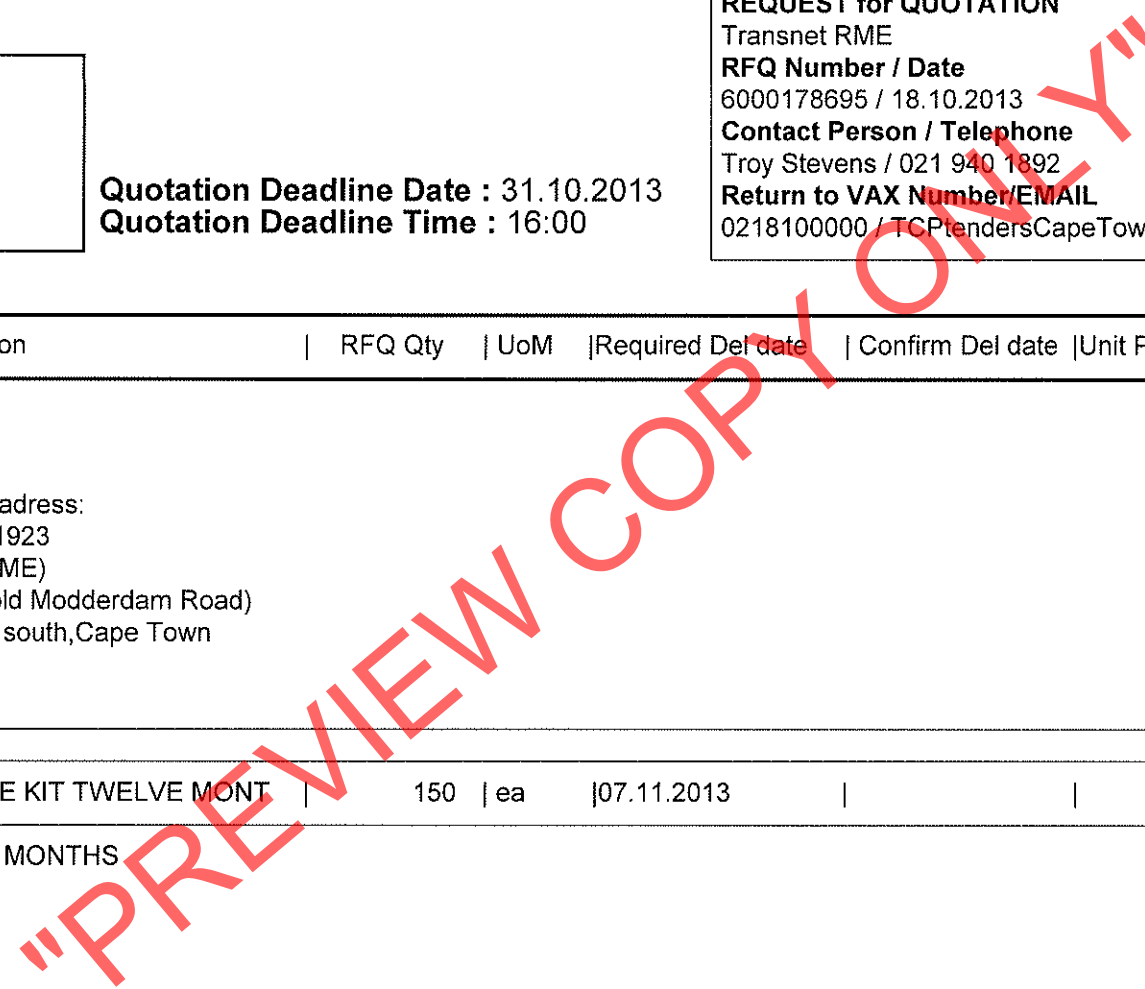 REQUEST for QUOTATION
Transnet RME
RFQ Number / Date
6000178695 / 18.10.2013
Contact Person / Telephone
Troy Stevens / 021 940 1892
Return to VAX Number/EMAIL
0218100000 / TCPtendersCapeTow
Quotation Deadline Date : 31.10.2013
Quotation Deadline Time : 16:00
on | RFQ Qty | UoM |Required Del date | Confirm Del date |Unit P
adress:
1923
ME)
old Modderdam Road)
south,Cape Town
E KIT TWELVE MONT | 150 | ea |07.11.2013 | |
MONTHS
"PREVIEW COPY ONLY"